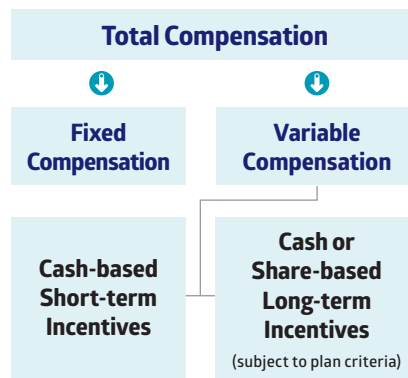 Total Compensation
Fixed
Compensation
Variable
Compensation
Cash-based
Short-term
Incentives
Cash or
Share-based
Long-term
Incentives
(subject to plan criteria)